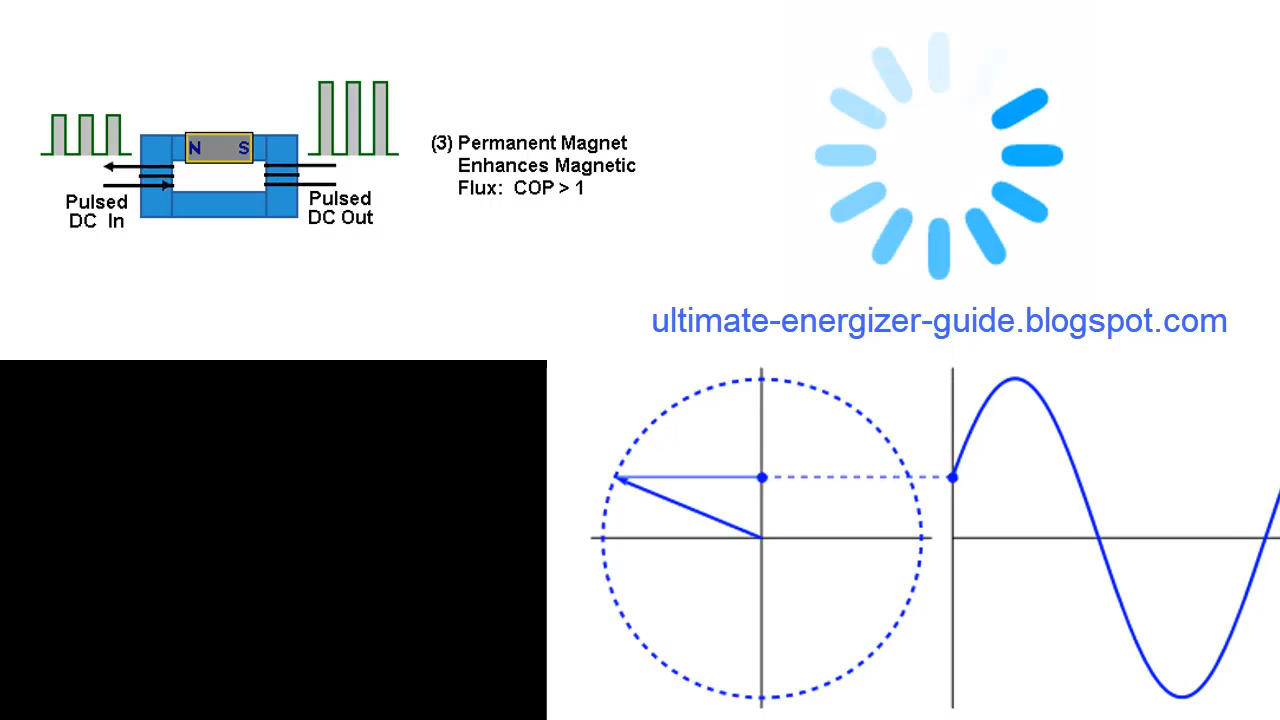 (3) Permanent Magnet
Enhances Magnetic
Flux: COP > 1
N S
Pulsed
DC In
Pulsed
DC Out
ultimate-energizer-guide.blogspot.com